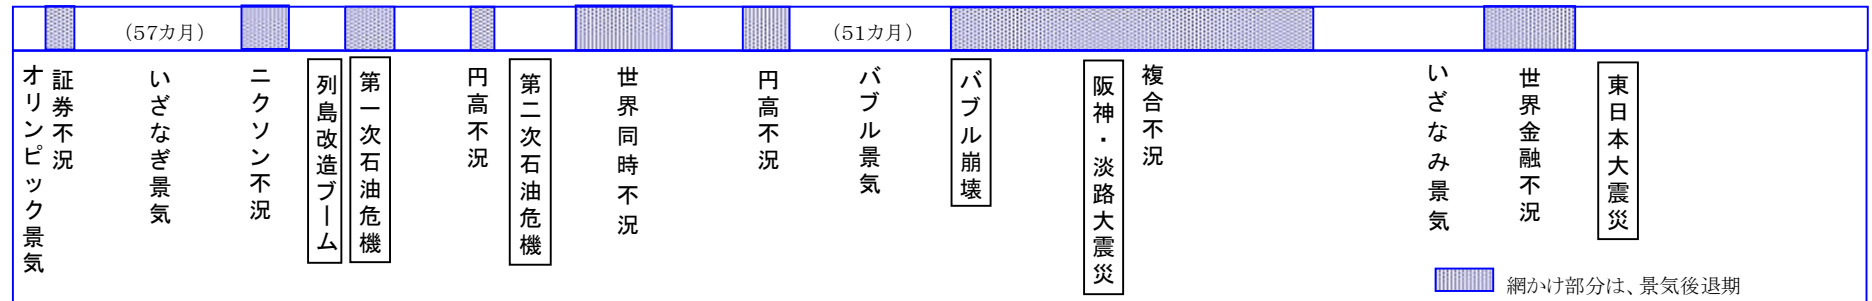 (57カ月)
(51カ月)
オリンピック景気
証券不況
いざなぎ景気
ニクソン不況
列島改造ブーム
第一次石油危機
円高不況
第二次石油危機
世界同時不況
円高不況
バブル景気
バブル崩壊
阪神・淡路大震災
複合不況
いざなみ景気
世界金融不況
東日本大震災
網かけ部分は、景気後退期